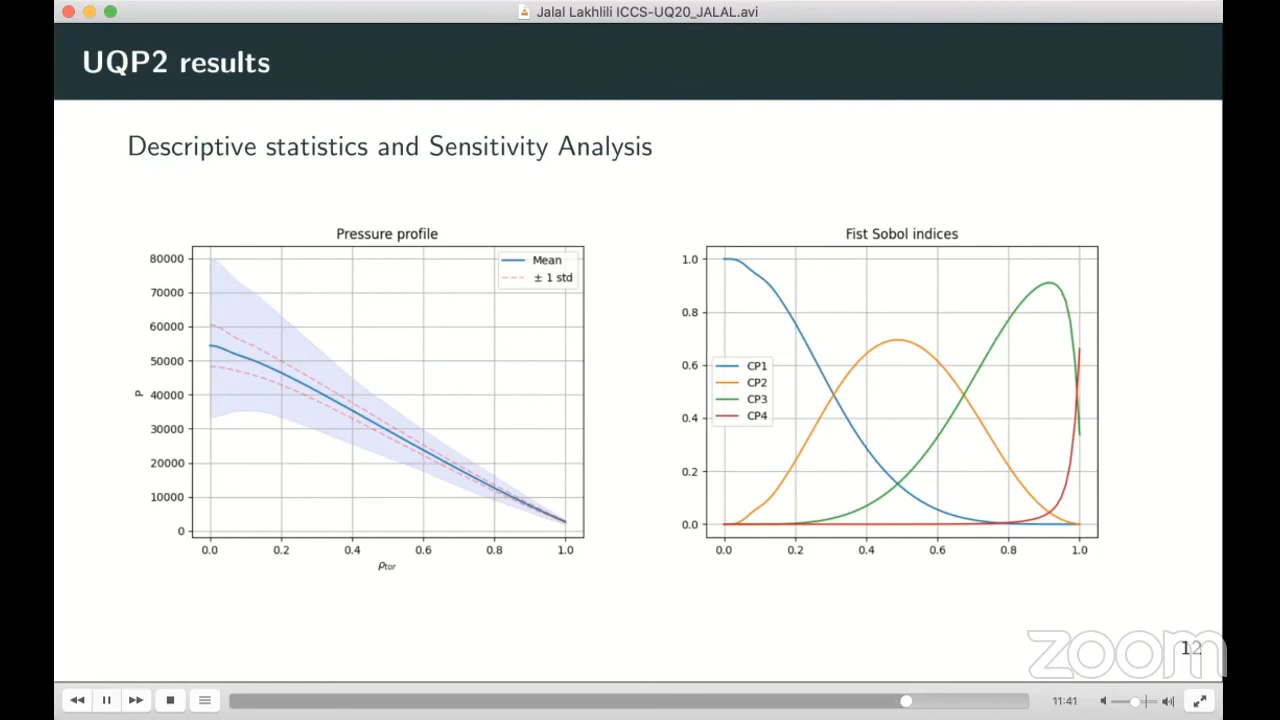 Jalal Lakhlili ICCS-UQ20_JALAL.avi
UQP2 results
Descriptive statistics and Sensitivity Analysis
Pressure profile
Mean
± 1 std
80000
70000
60000
50000
40000
30000
20000
10000
0
P
0.0 0.2 0.4 0.6 0.8 1.0
ρtor
Fist Sobol indices
1.0
0.8
0.6
0.4
0.2
0.0
CP1
CP2
CP3
CP4
0.0 0.2 0.4 0.6 0.8 1.0
zoom
12
11:41